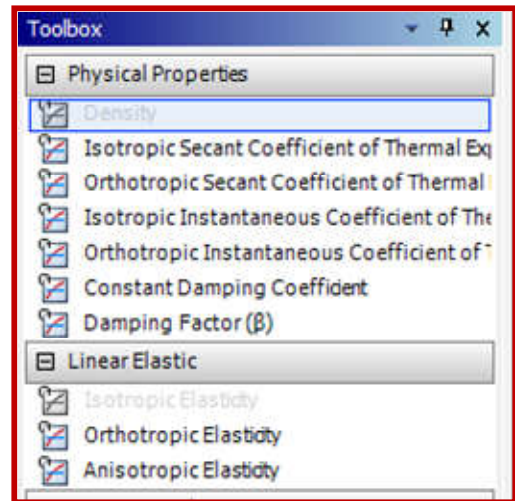 Toolbox
Physical Properties
Density
Isotropic Secant Coefficient of Thermal Exp
Orthotropic Secant Coefficient of Thermal
Isotropic Instantaneous Coefficient of The
Orthotropic Instantaneous Coefficient of
Constant Damping Coefficient
Damping Factor (β)
Linear Elastic
Isotropic Elasticity
Orthotropic Elasticity
Anisotropic Elasticity